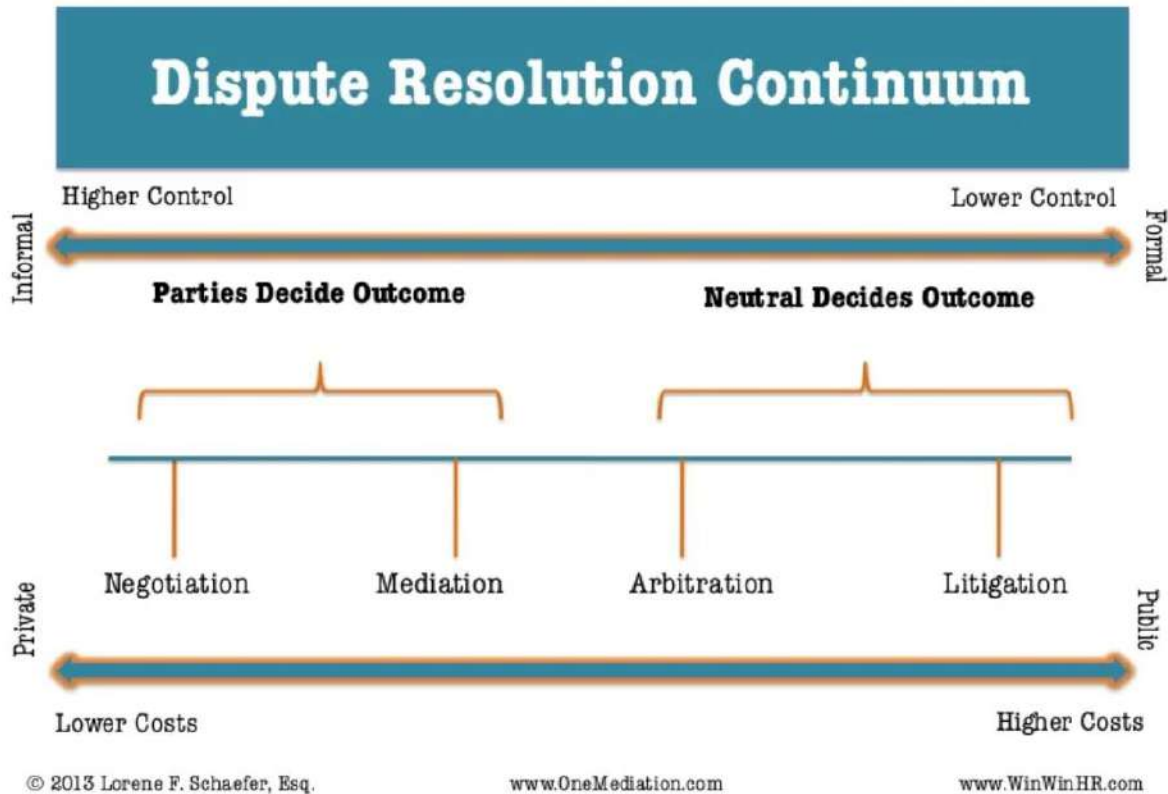 Dispute Resolution Continuum
Higher Control
Lower Control
Informal
Formal
Parties Decide Outcome
Neutral Decides Outcome
Negotiation
Mediation
Arbitration
Litigation
Private
Public
Lower Costs
Higher Costs
© 2013 Lorene F. Schaefer, Esq.
www.OneMediation.com
www.WinWinHR.com